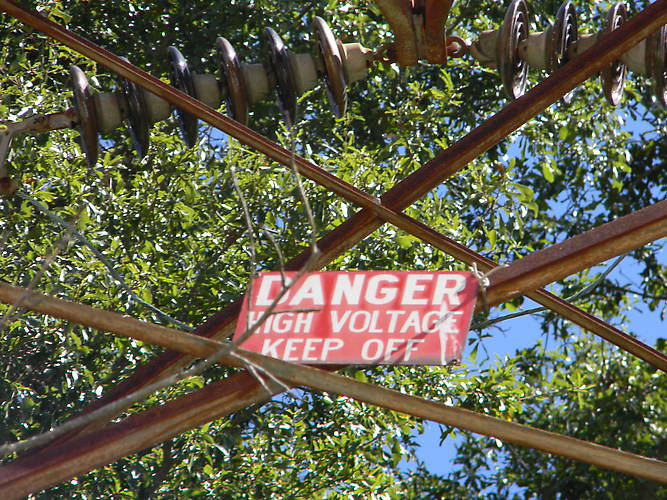 DANGER
HIGH VOLTAGE
KEEP OFF